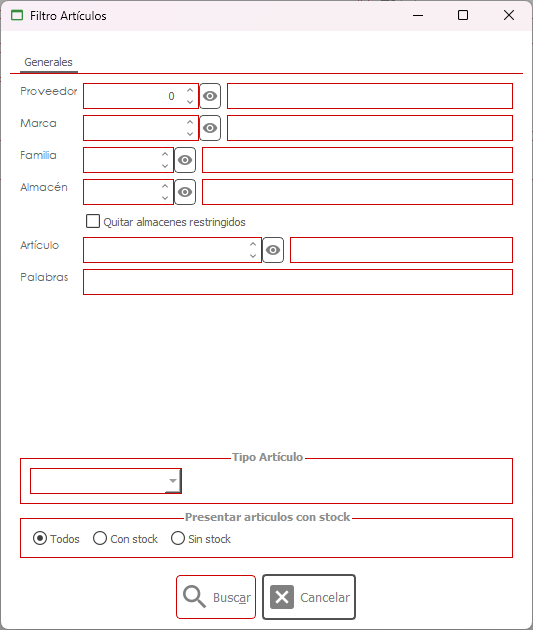 Filtro Artículos
Generales
Proveedor 0
Marca
Familia
Almacén
Quitar almacenes restringidos
Artículo
Palabras
Tipo Artículo
Presentar articulos con stock
Todos Con stock Sin stock
Buscar Cancelar